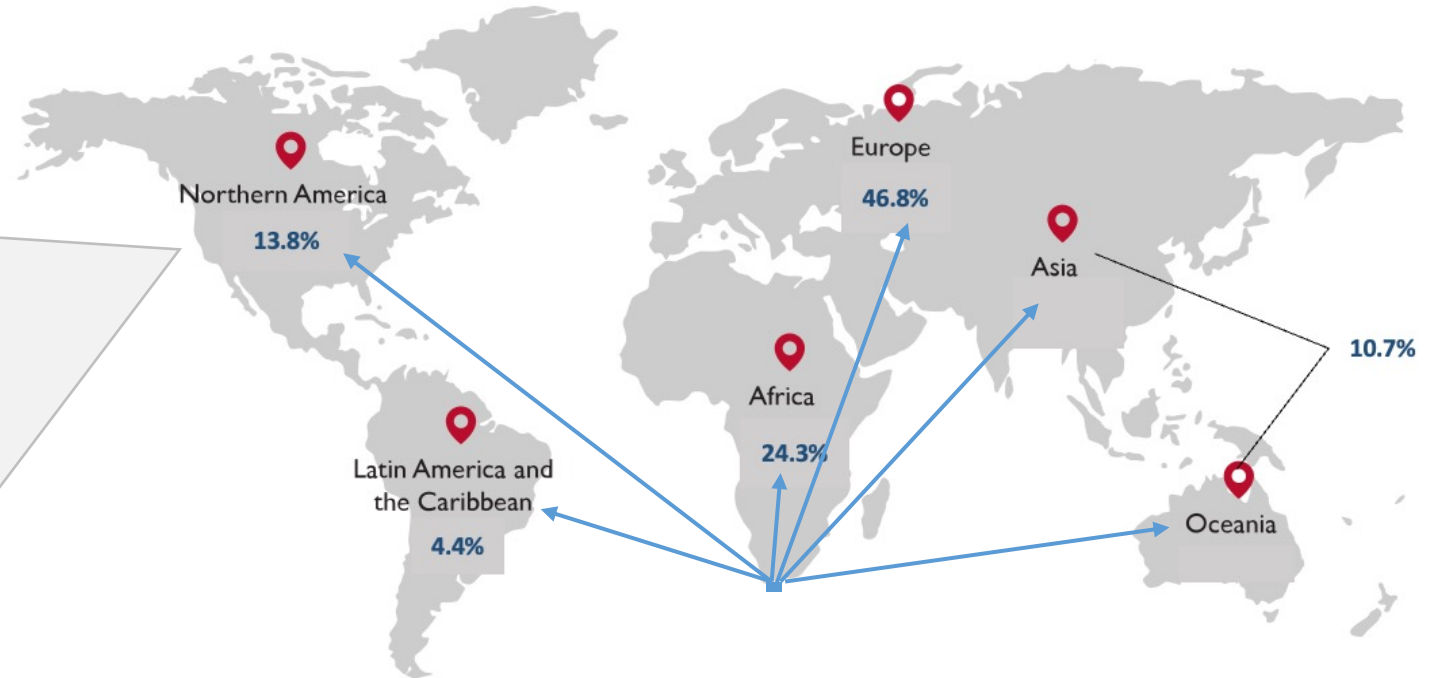 Northern America
13.8%
Europe
46.8%
Asia
10.7%
Africa
24.3%
Latin America and
the Caribbean
4.4%
Oceania